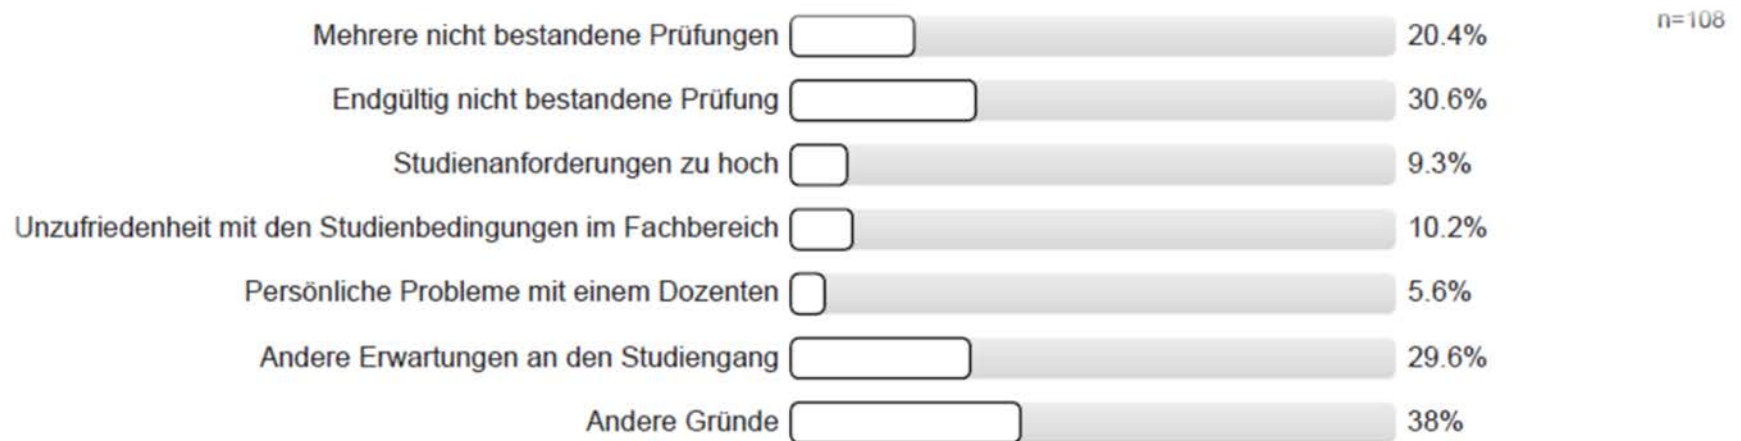 n=108
Mehrere nicht bestandene Prüfungen 20.4%
Endgültig nicht bestandene Prüfung 30.6%
Studienanforderungen zu hoch 9.3%
Unzufriedenheit mit den Studienbedingungen im Fachbereich 10.2%
Persönliche Probleme mit einem Dozenten 5.6%
Andere Erwartungen an den Studiengang 29.6%
Andere Gründe 38%